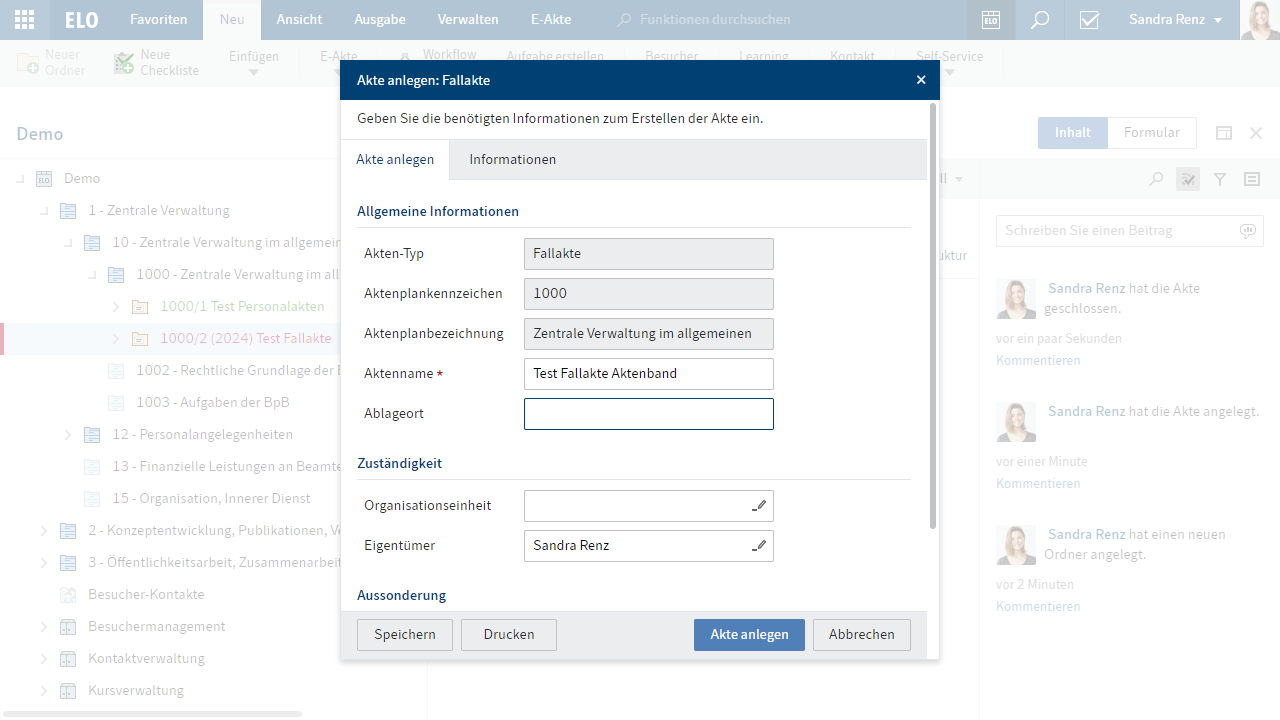 ELO Favoriten Neu Ansicht Ausgabe Verwalten E-Akte Funktionen durchsuchen ELO Sandra Renz
Neuer Ordner
Neue Checkliste
Einfügen
E-Akte
Workflow
Aufgabe erstellen
Besucher
Learning
Kontakt
Self-Service
Demo
Inhalt Formular
ELO Demo
1 - Zentrale Verwaltung
10 - Zentrale Verwaltung im allgemein
1000 - Zentrale Verwaltung im all
1000/1 Test Personalakten
1000/2 (2024) Test Fallakte
1002 - Rechtliche Grundlage der B
1003 - Aufgaben der BpB
12 - Personalangelegenheiten
13 - Finanzielle Leistungen an Beamte
15 - Organisation, Innerer Dienst
2 - Konzeptentwicklung, Publikationen, Ve
3 - Öffentlichkeitsarbeit, Zusammenarbeit
Besucher-Kontakte
Besuchermanagement
Kontaktverwaltung
Kursverwaltung
Akte anlegen: Fallakte
Geben Sie die benötigten Informationen zum Erstellen der Akte ein.
Akte anlegen Informationen
Allgemeine Informationen
Akten-Typ Fallakte
Aktenplankennzeichen 1000
Aktenplanbezeichnung Zentrale Verwaltung im allgemeinen
Aktenname * Test Fallakte Aktenband
Ablageort
Zuständigkeit
Organisationseinheit
Eigentümer Sandra Renz
Aussonderung
Speichern Drucken Akte anlegen Abbrechen
ll
uktur
Schreiben Sie einen Beitrag
Sandra Renz hat die Akte
geschlossen.
vor ein paar Sekunden
Kommentieren
Sandra Renz hat die Akte angelegt.
vor einer Minute
Kommentieren
Sandra Renz hat einen neuen
Ordner angelegt.
vor 2 Minuten
Kommentieren